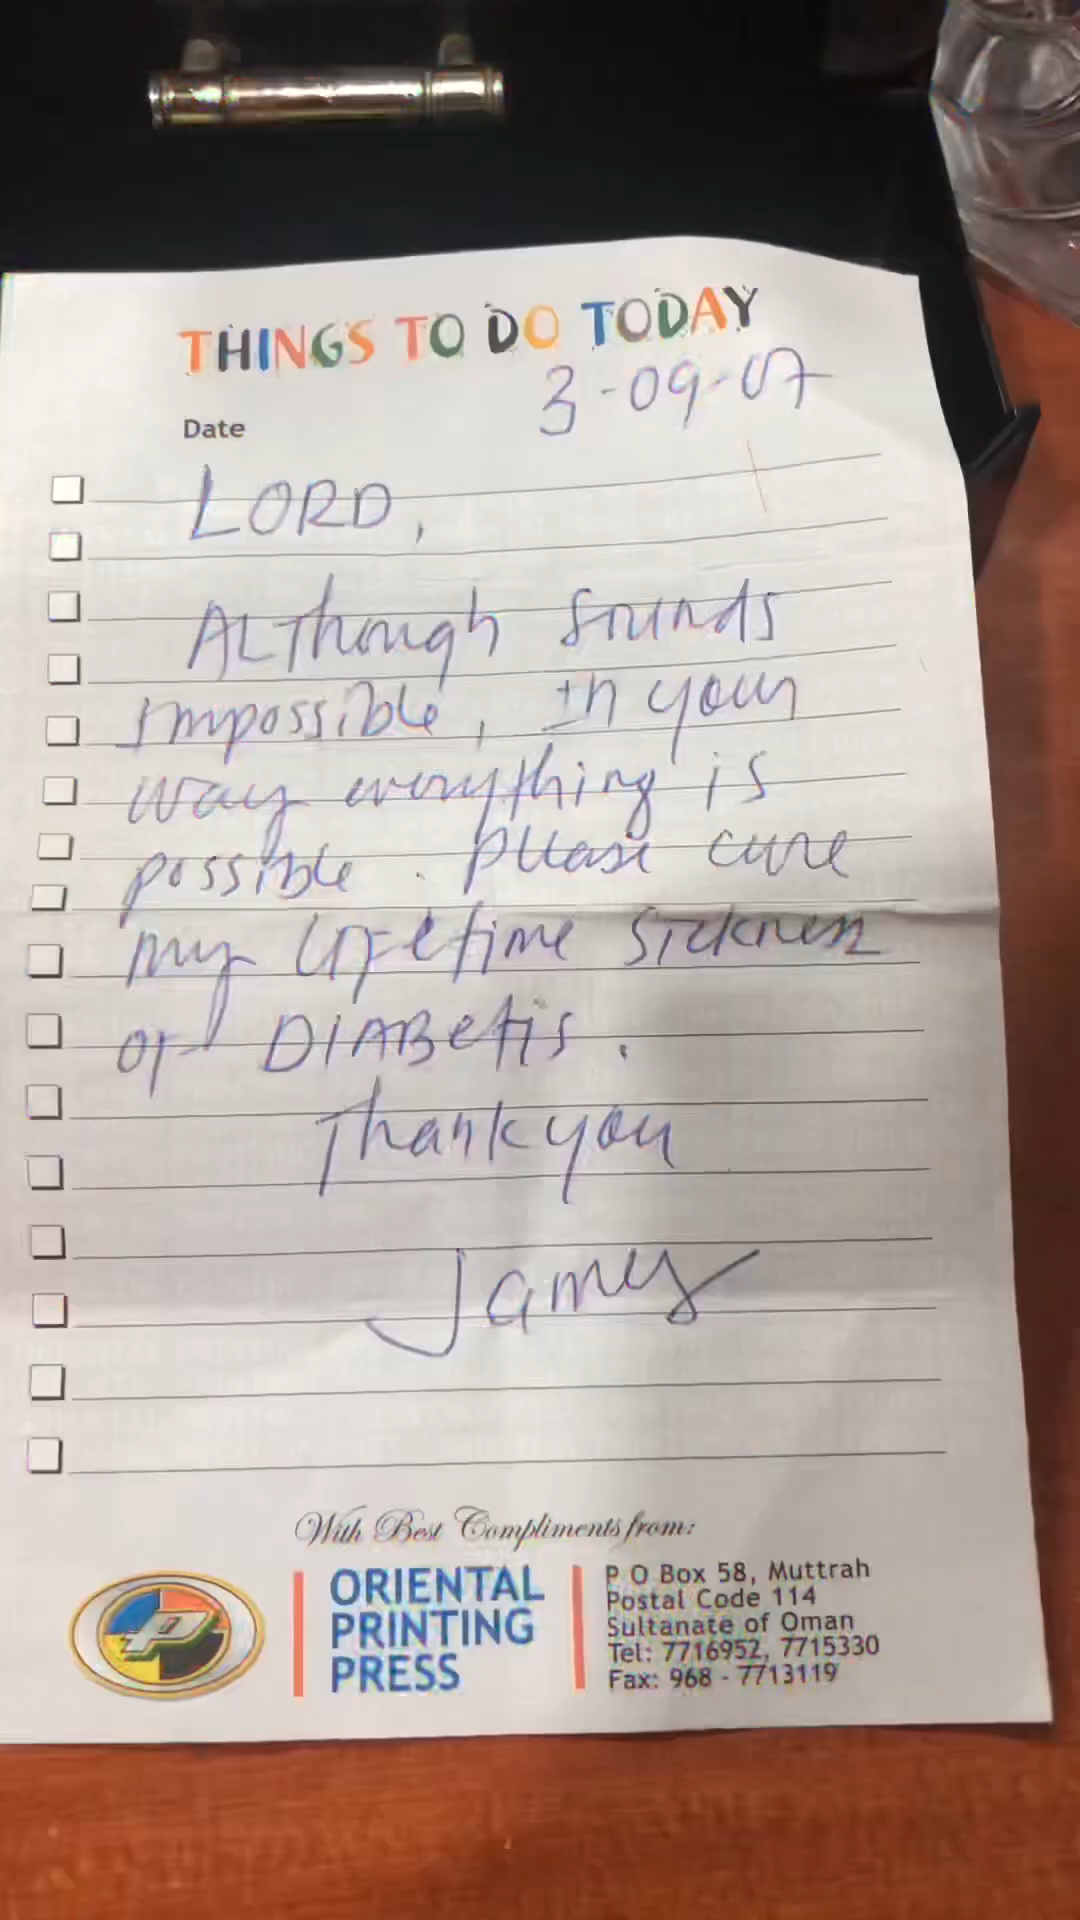 THINGS TO DO TODAY
3-09-07
Date
LORD,
ALthough sounds
Impossible, In your
way everything is
possible. please cure
my Lifetime sickness
of DIABetis.
Thank you
James
With Best Compliments from:
P
ORIENTAL
PRINTING
PRESS
P O Box 58, Muttrah
Postal Code 114
Sultanate of Oman
Tel: 7716952, 7715330
Fax: 968 - 7713119